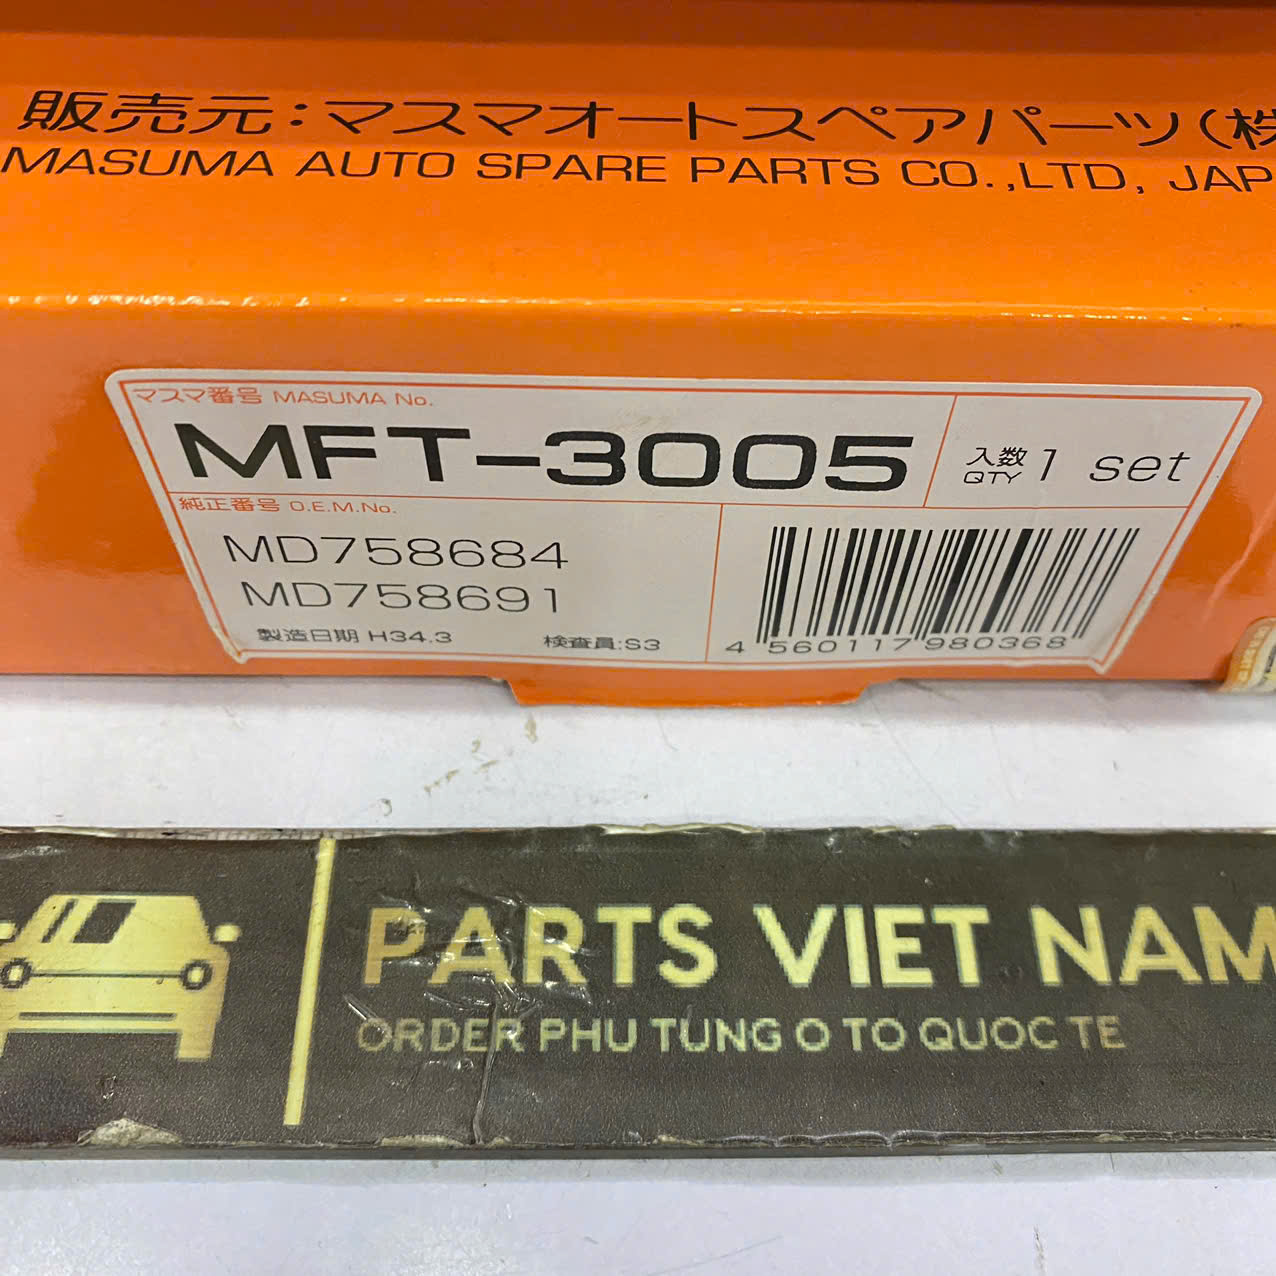 販売元:マスマオートスペアパーツ(株
MASUMA AUTO SPARE PARTS CO.,LTD, JAP
マスマ番号 MASUMA No.
MFT-3005
入数
QTY
1 set
純正番号 O.E.M.No.
MD758684
MD758691
製造日期 H34.3
検査員:S3
4 560117 980368
PARTS VIET NAM
ORDER PHU TUNG O TO QUOC TE